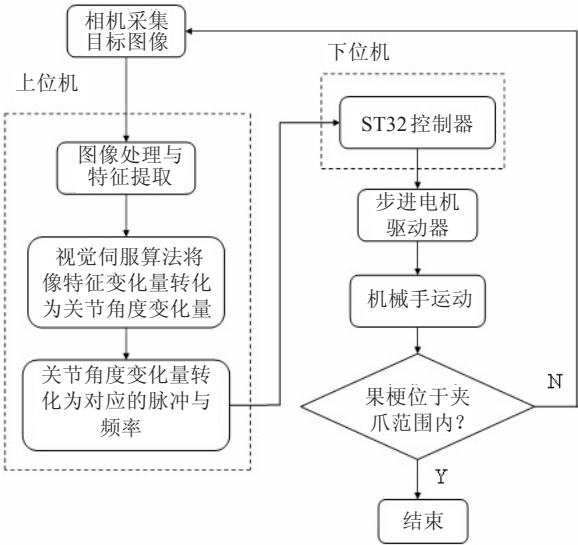 相机采集
目标图像
上位机
图像处理与
特征提取
视觉伺服算法将
像特征变化量转化
为关节角度变化量
关节角度变化量转
化为对应的脉冲与
频率
下位机
ST32控制器
步进电机
驱动器
机械手运动
果梗位于夹
爪范围内?
N
Y
结束